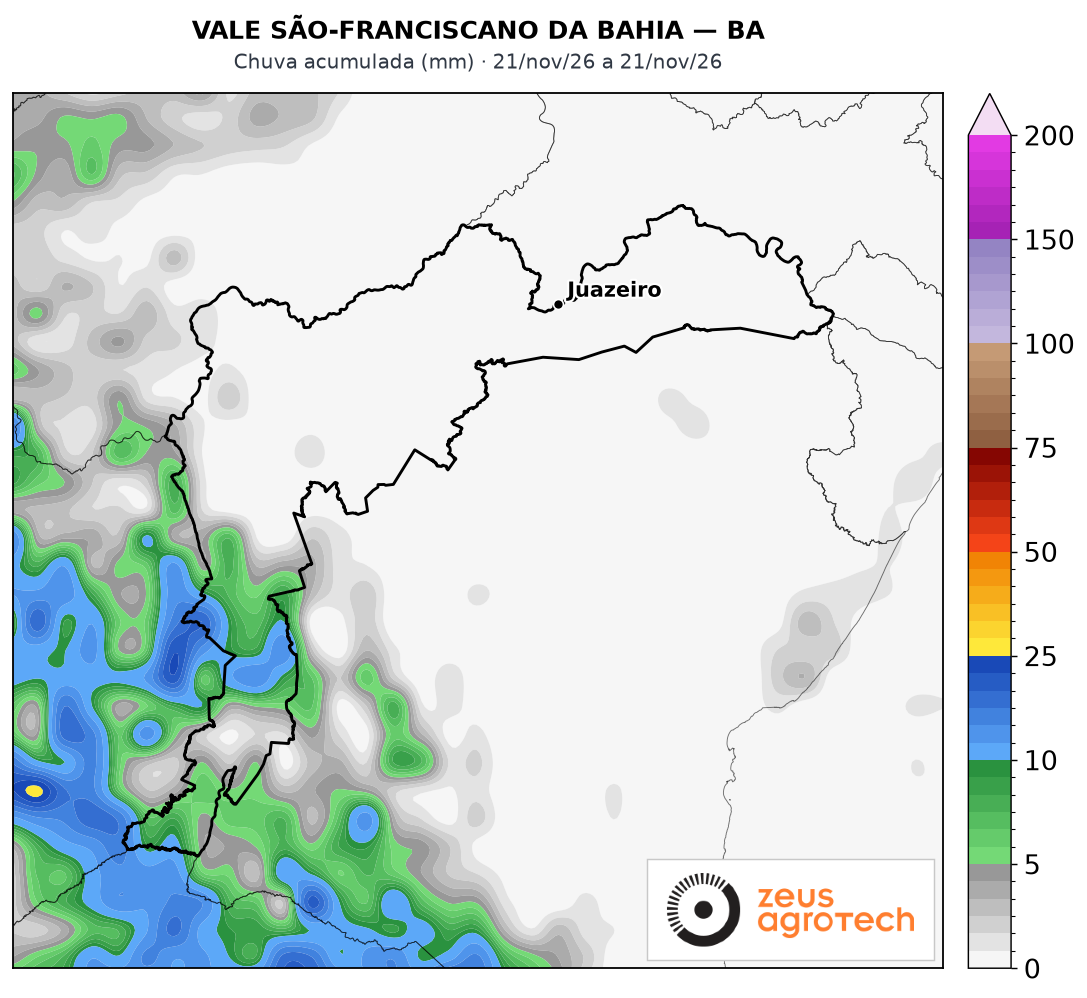 VALE SÃO-FRANCISCANO DA BAHIA — BA
Chuva acumulada (mm) · 21/nov/26 a 21/nov/26
Juazeiro
200
150
100
75
50
25
10
5
0
zeus
agrotech